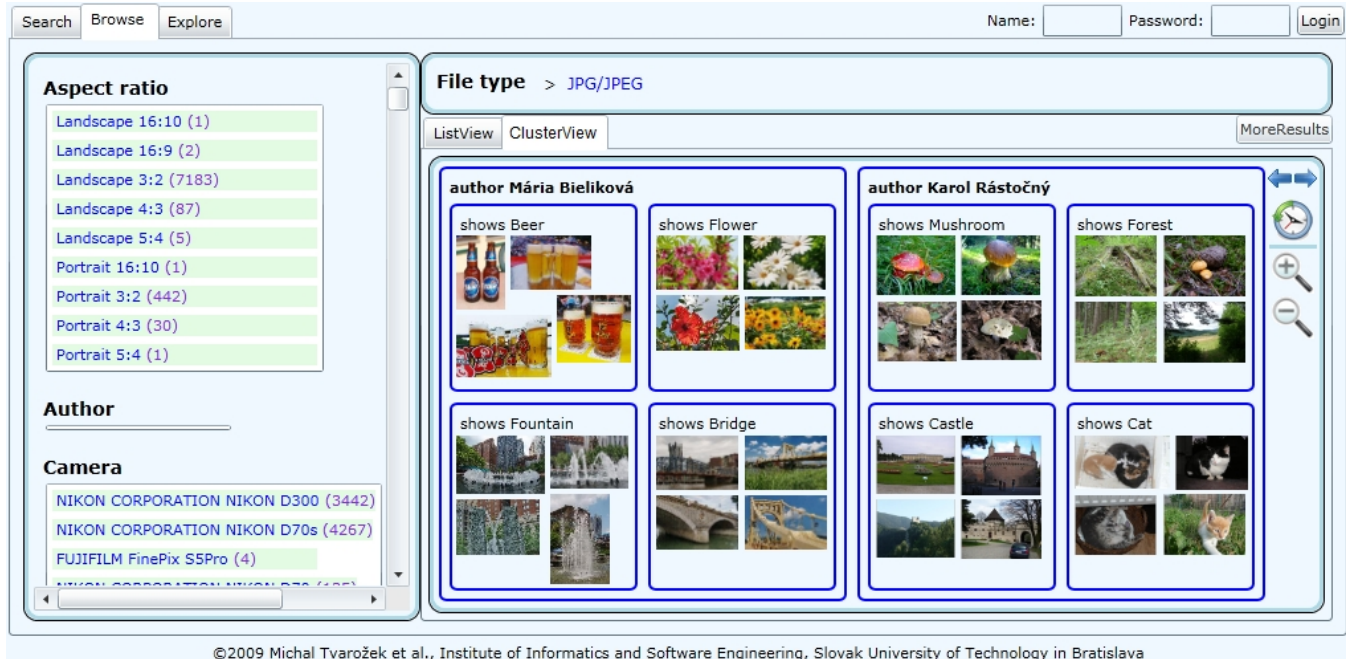 Search Browse Explore Name: Password: Login
Aspect ratio
Landscape 16:10 (1)
Landscape 16:9 (2)
Landscape 3:2 (7183)
Landscape 4:3 (87)
Landscape 5:4 (5)
Portrait 16:10 (1)
Portrait 3:2 (442)
Portrait 4:3 (30)
Portrait 5:4 (1)
Author
Camera
NIKON CORPORATION NIKON D300 (3442)
NIKON CORPORATION NIKON D70s (4267)
FUJIFILM FinePix S5Pro (4)
File type > JPG/JPEG
ListView ClusterView MoreResults
author Mária Bieliková
shows Beer shows Flower
shows Fountain shows Bridge
author Karol Rástočný
shows Mushroom shows Forest
shows Castle shows Cat
©2009 Michal Tvarožek et al., Institute of Informatics and Software Engineering, Slovak University of Technology in Bratislava